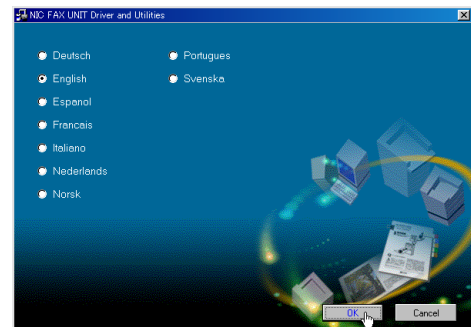 NIC FAX UNIT Driver and Utilities
Deutsch
English
Espanol
Francais
Italiano
Nederlands
Norsk
Portugues
Svenska
OK
Cancel